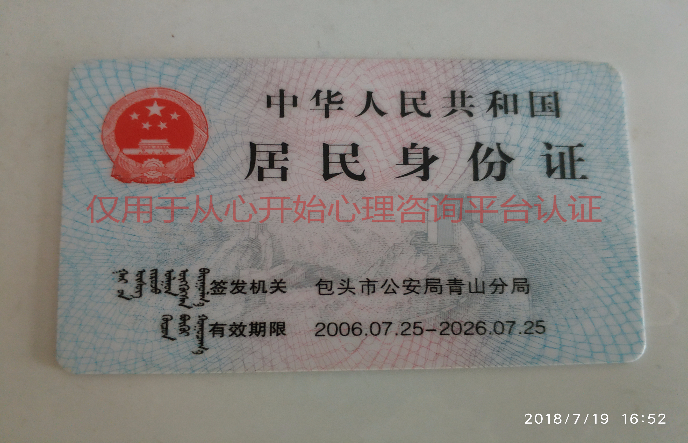 中华人民共和国
居民身份证
仅用于从心开始心理咨询平台认证
签发机关 包头市公安局青山分局
有效期限 2006.07.25-2026.07.25
2018/7/19 16:52